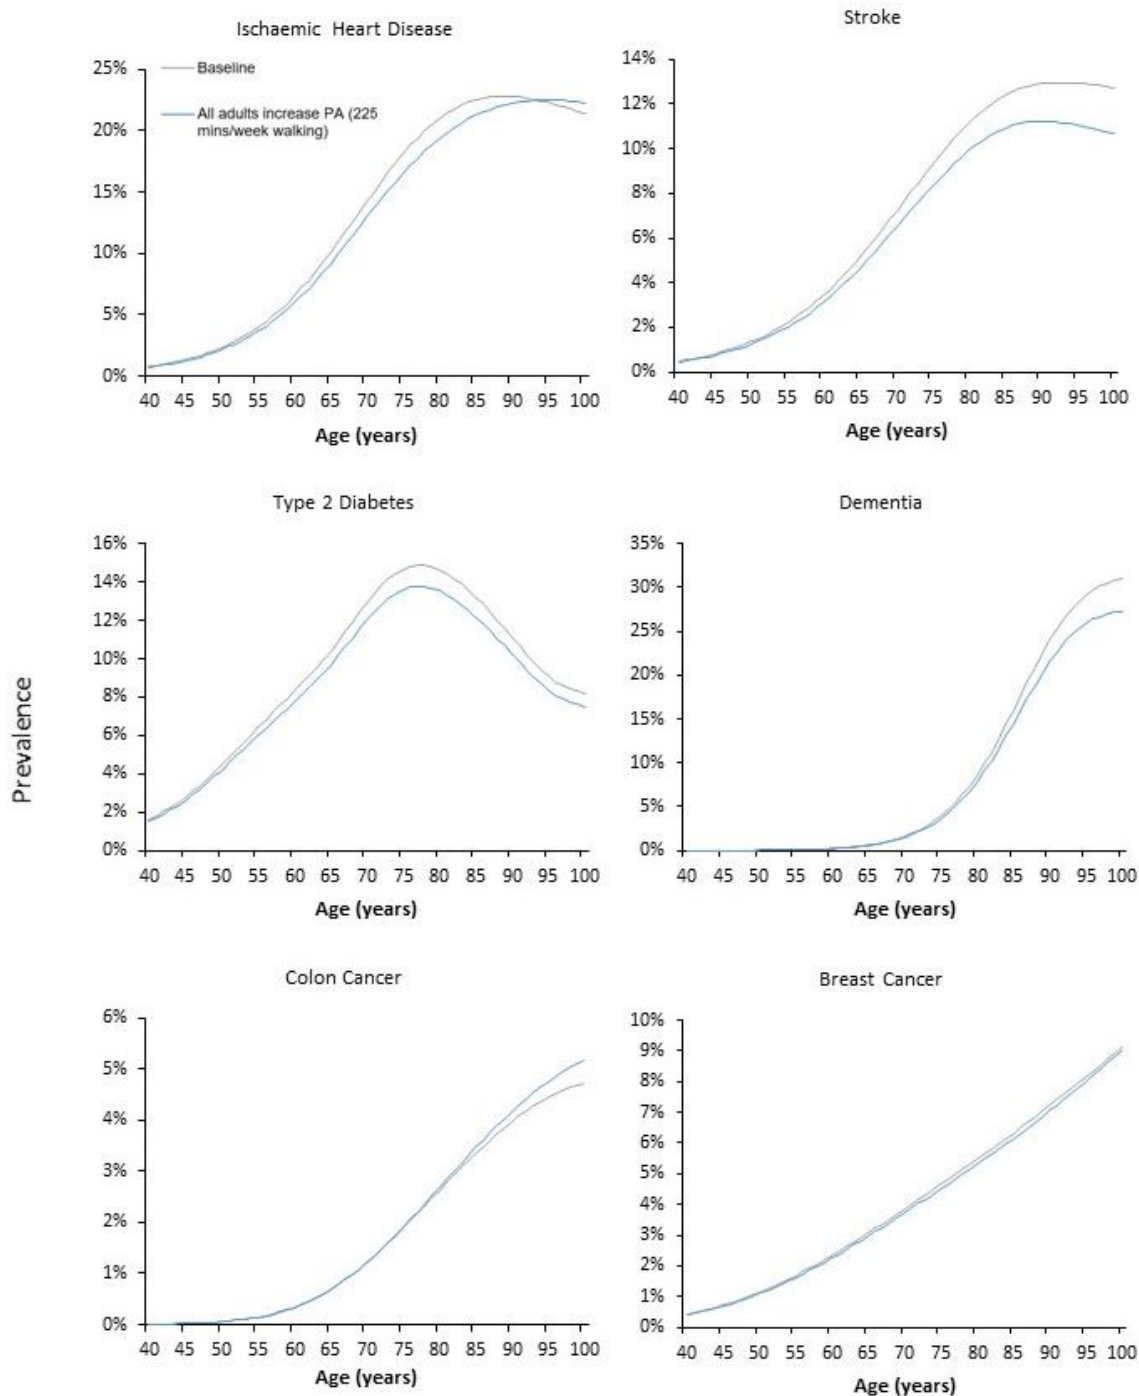 Ischaemic Heart Disease
Baseline
All adults increase PA (225
mins/week walking)
25%
20%
15%
10%
5%
0%
40 45 50 55 60 65 70 75 80 85 90 95 100
Age (years)
Stroke
14%
12%
10%
8%
6%
4%
2%
0%
40 45 50 55 60 65 70 75 80 85 90 95 100
Age (years)
Prevalence
Type 2 Diabetes
16%
14%
12%
10%
8%
6%
4%
2%
0%
40 45 50 55 60 65 70 75 80 85 90 95 100
Age (years)
Dementia
35%
30%
25%
20%
15%
10%
5%
0%
40 45 50 55 60 65 70 75 80 85 90 95 100
Age (years)
Colon Cancer
6%
5%
4%
3%
2%
1%
0%
40 45 50 55 60 65 70 75 80 85 90 95 100
Age (years)
Breast Cancer
10%
9%
8%
7%
6%
5%
4%
3%
2%
1%
0%
40 45 50 55 60 65 70 75 80 85 90 95 100
Age (years)